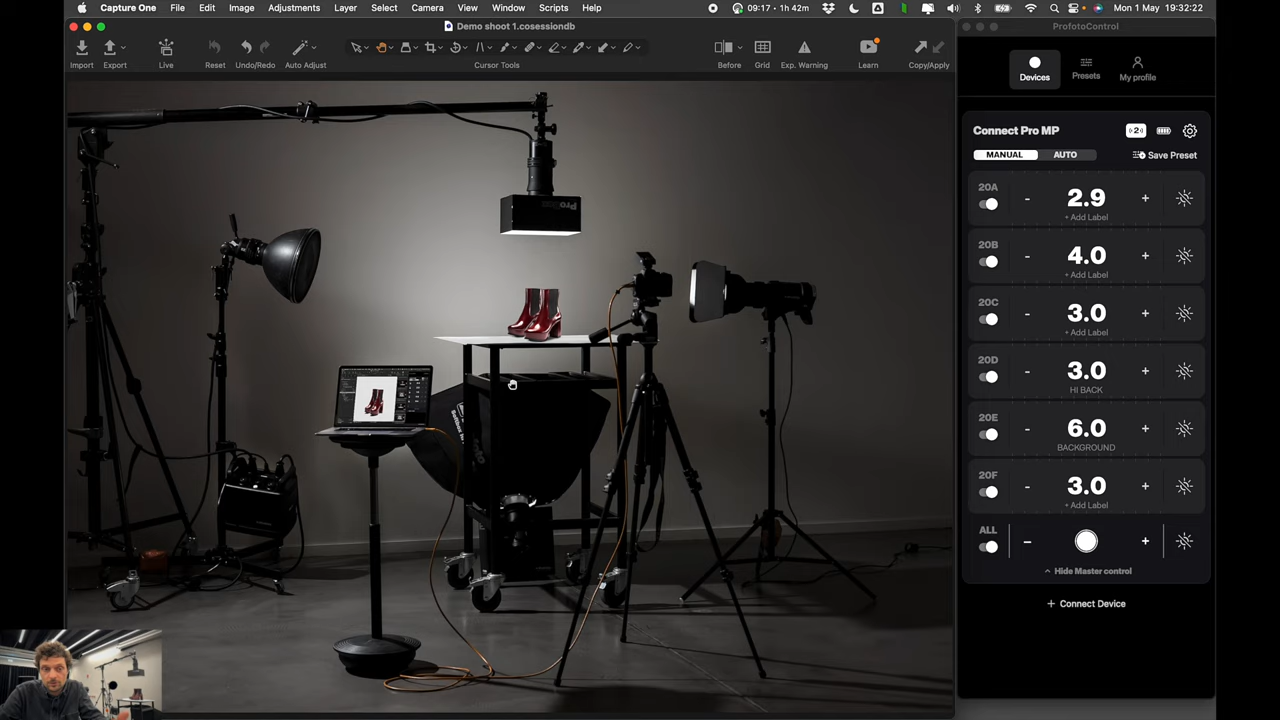 Capture One File Edit Image Adjustments Layer Select Camera View Window Scripts Help
09:17 · 1h 42m Mon 1 May 19:32:22
Demo shoot 1.cosessiondb
Import Export Live Reset Undo/Redo Auto Adjust Cursor Tools Before Grid Exp. Warning Learn Copy/Apply
ProfotoControl
Devices Presets My profile
Connect Pro MP 2
MANUAL AUTO Save Preset
20A - 2.9 +
+ Add Label
20B - 4.0 +
+ Add Label
20C - 3.0 +
+ Add Label
20D - 3.0 +
HI BACK
20E - 6.0 +
BACKGROUND
20F - 3.0 +
+ Add Label
ALL - +
Hide Master control
+ Connect Device